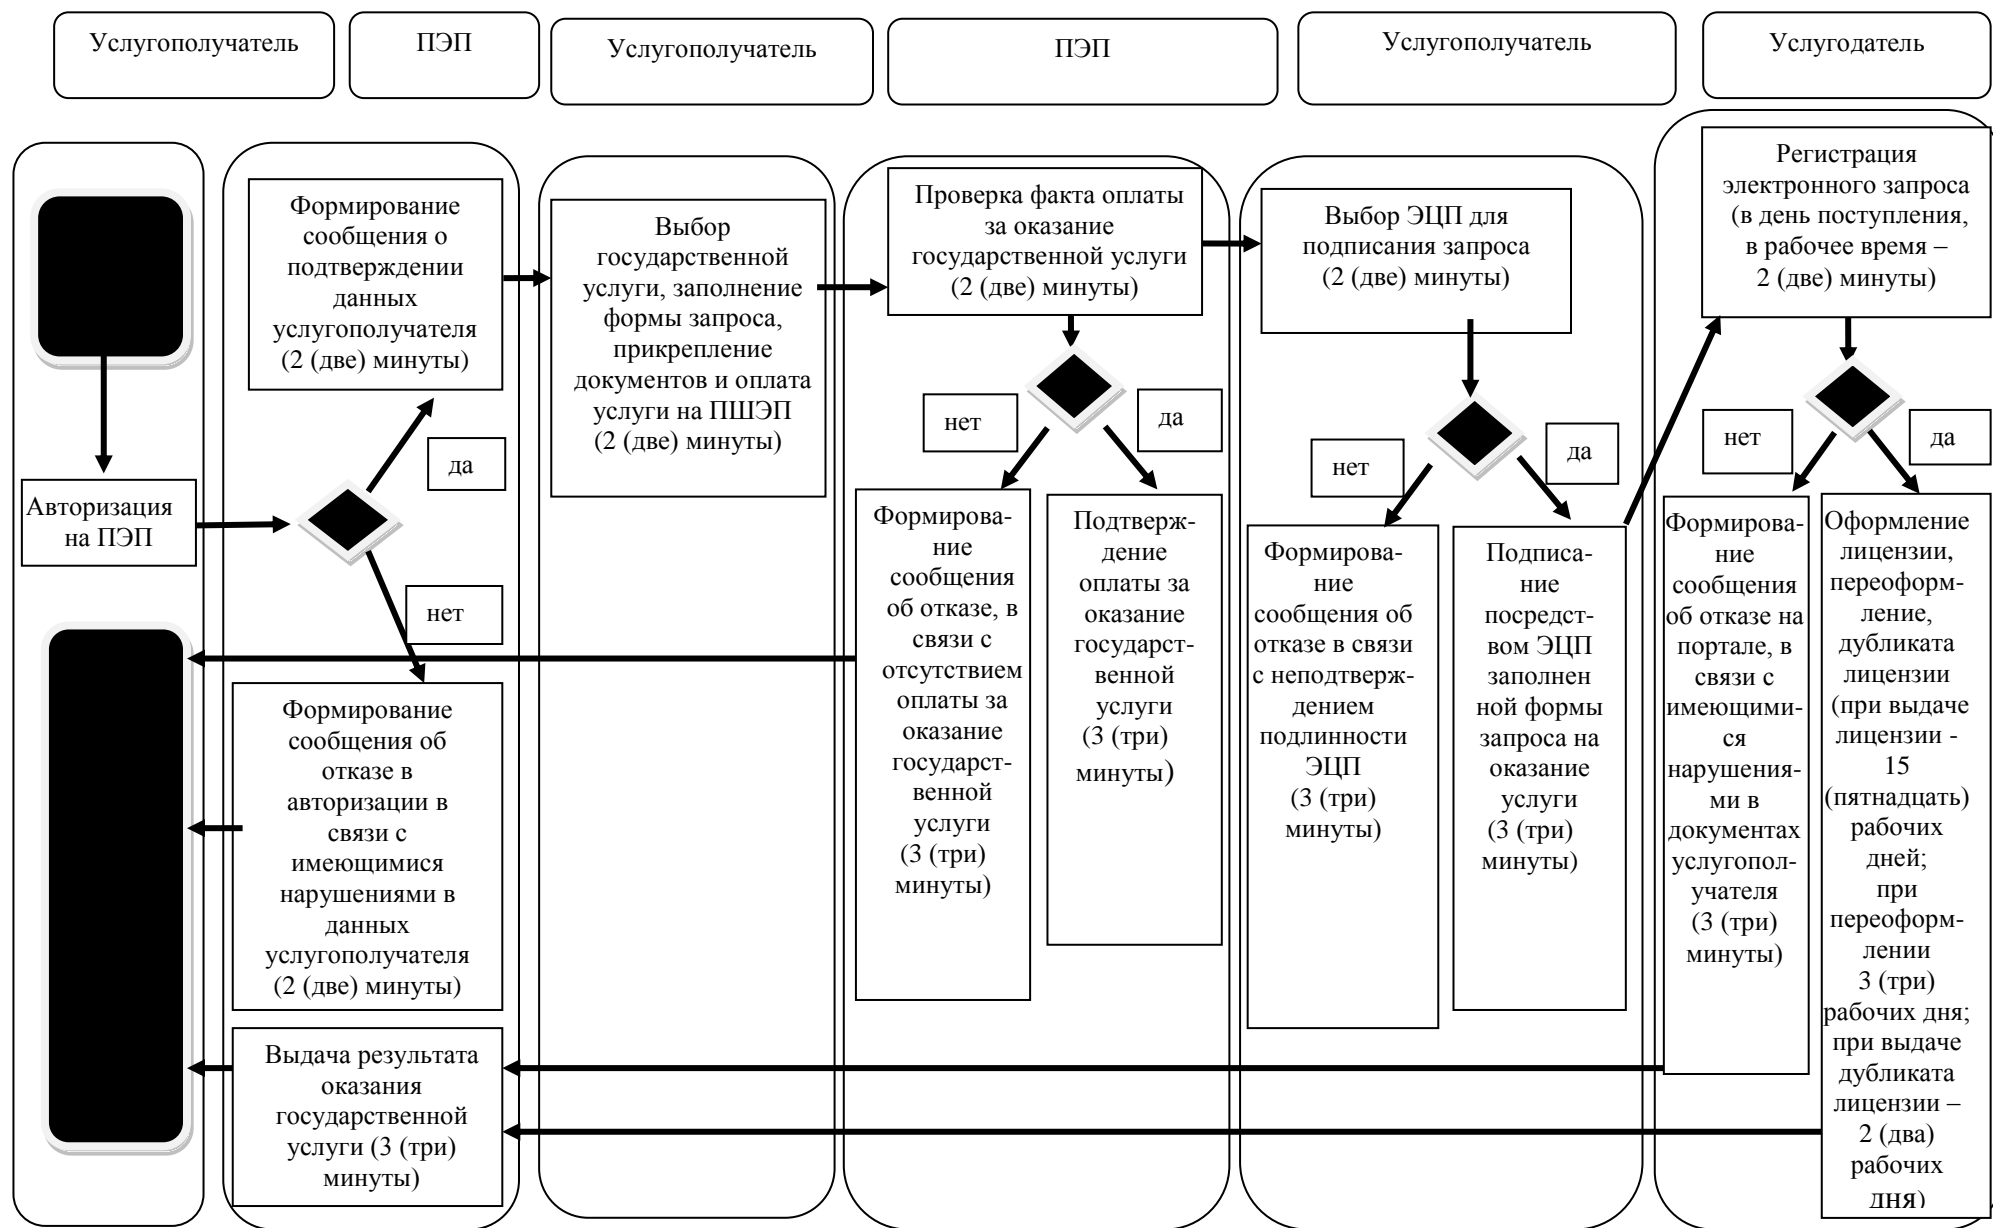 Услугополучатель
ПЭП
Услугополучатель
ПЭП
Услугополучатель
Услугодатель
Авторизация
на ПЭП
Формирование
сообщения о
подтверждении
данных
услугополучателя
(2 (две) минуты)
да
нет
Формирование
сообщения об
отказе в
авторизации в
связи с
имеющимися
нарушениями в
данных
услугополучателя
(2 (две) минуты)
Выдача результата
оказания
государственной
услуги (3 (три)
минуты)
Выбор
государственной
услуги, заполнение
формы запроса,
прикрепление
документов и оплата
услуги на ПШЭП
(2 (две) минуты)
Проверка факта оплаты
за оказание
государственной услуги
(2 (две) минуты)
нет
да
Формирова-
ние
сообщения
об отказе, в
связи с
отсутствием
оплаты за
оказание
государст-
венной
услуги
(3 (три)
минуты)
Подтверж-
дение
оплаты за
оказание
государст-
венной
услуги
(3 (три)
минуты)
Выбор ЭЦП для
подписания запроса
(2 (две) минуты)
нет
да
Формирова-
ние
сообщения об
отказе в связи
с неподтверж-
дением
подлинности
ЭЦП
(3 (три)
минуты)
Подписа-
ние
посредст-
вом ЭЦП
заполнен
ной формы
запроса на
оказание
услуги
(3 (три)
минуты)
Регистрация
электронного запроса
(в день поступления,
в рабочее время –
2 (две) минуты)
нет
да
Формирова-
ние
сообщения
об отказе на
портале, в
связи с
имеющими-
ся
нарушения-
ми в
документах
услугопол-
учателя
(3 (три)
минуты)
Оформление
лицензии,
переоформ-
ление,
дубликата
лицензии
(при выдаче
лицензии -
15
(пятнадцать)
рабочих
дней;
при
переоформ-
лении
3 (три)
рабочих дня;
при выдаче
дубликата
лицензии –
2 (два)
рабочих
дня)